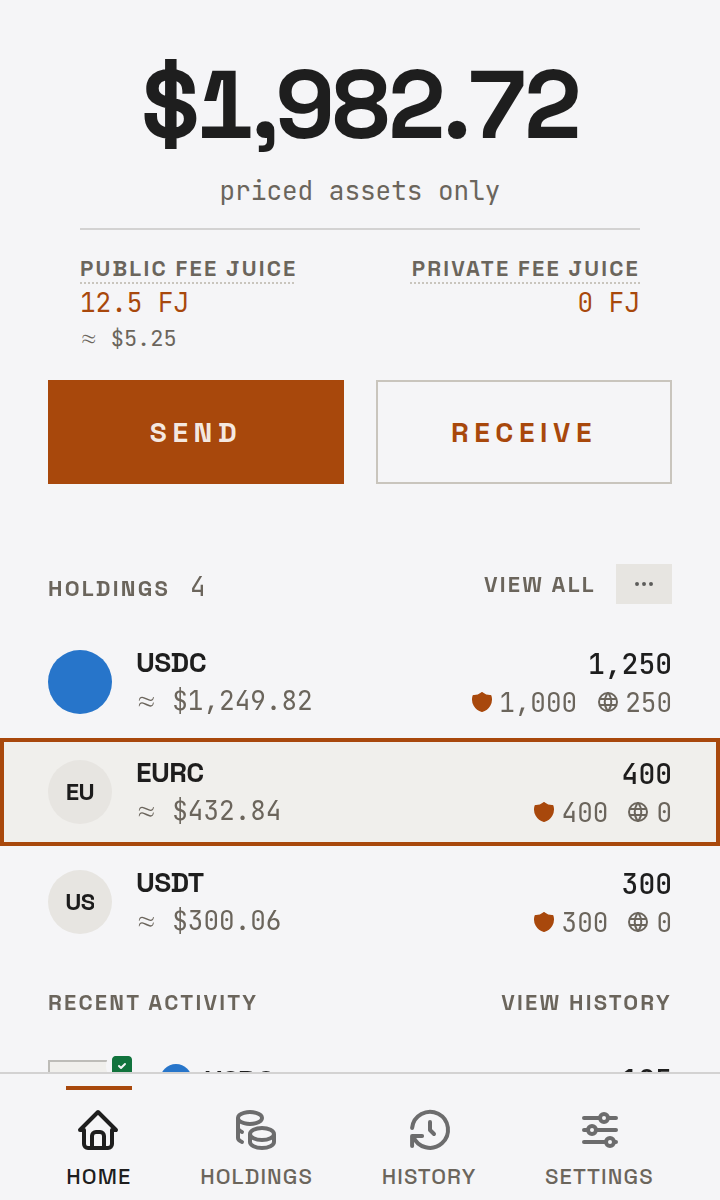 $1,982.72
priced assets only
PUBLIC FEE JUICE PRIVATE FEE JUICE
12.5 FJ 0 FJ
≈ $5.25
SEND RECEIVE
HOLDINGS 4 VIEW ALL ...
USDC 1,250
≈ $1,249.82 1,000 250
EU EURC 400
≈ $432.84 400 0
US USDT 300
≈ $300.06 300 0
RECENT ACTIVITY VIEW HISTORY
HOME HOLDINGS HISTORY SETTINGS